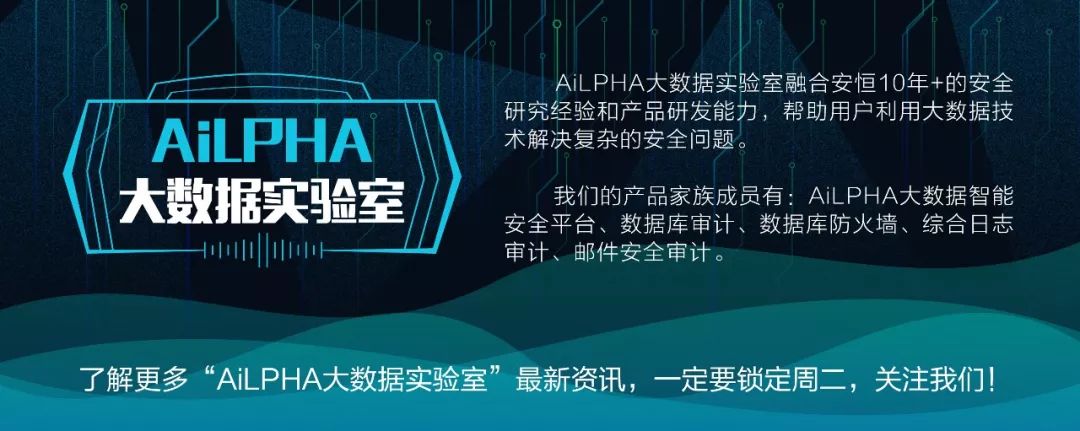 AiLPHA
大数据实验室
AiLPHA大数据实验室融合安恒10年+的安全
研究经验和产品研发能力，帮助用户利用大数据技
术解决复杂的安全问题。
我们的产品家族成员有：AiLPHA大数据智能
安全平台、数据库审计、数据库防火墙、综合日志
审计、邮件安全审计。
了解更多“AiLPHA大数据实验室”最新资讯，一定要锁定周二，关注我们！